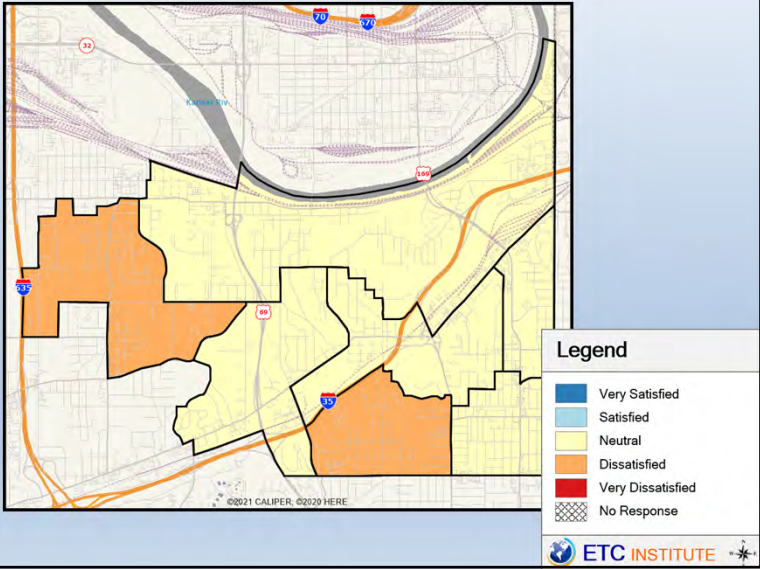 70
670
32
Kansas Riv
169
635
69
35
©2021 CALIPER; ©2020 HERE
Legend
Very Satisfied
Satisfied
Neutral
Dissatisfied
Very Dissatisfied
No Response
ETC INSTITUTE